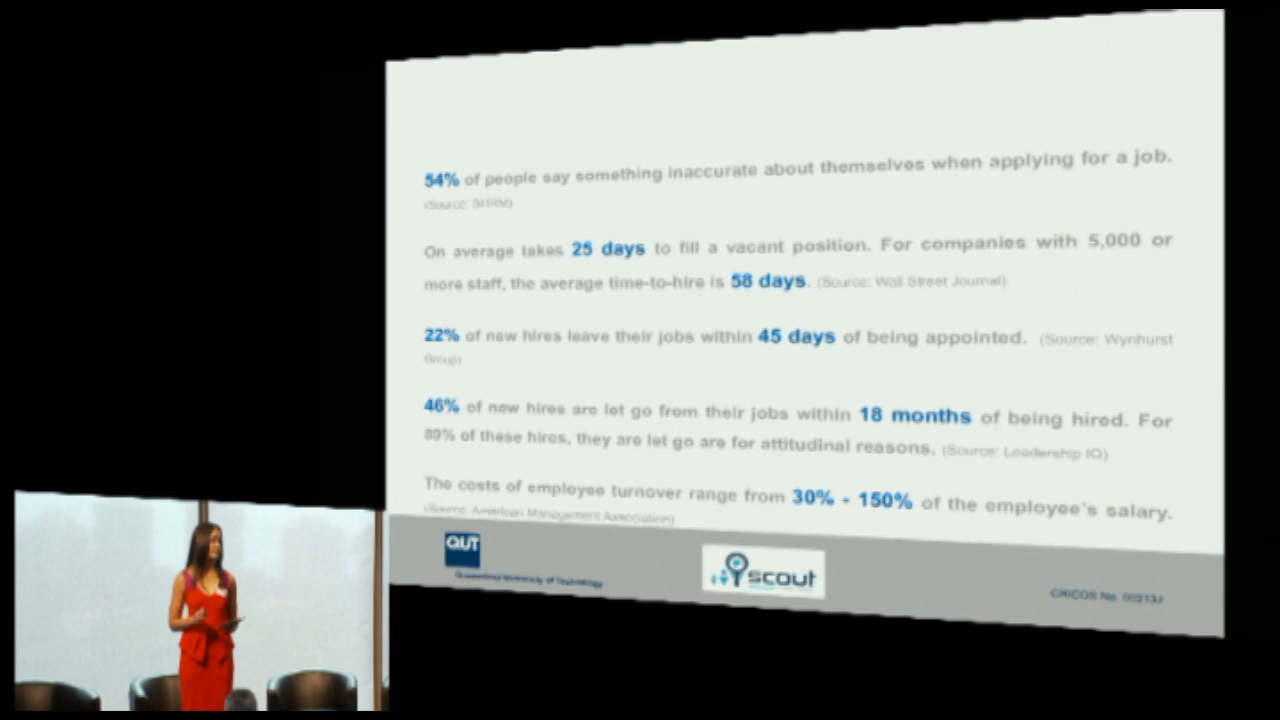 54% of people say something inaccurate about themselves when applying for a job.
(Source: SHRM)
On average takes 25 days to fill a vacant position. For companies with 5,000 or
more staff, the average time-to-hire is 58 days. (Source: Wall Street Journal)
22% of new hires leave their jobs within 45 days of being appointed. (Source: Wynhurst
Group)
46% of new hires are let go from their jobs within 18 months of being hired. For
89% of these hires, they are let go are for attitudinal reasons. (Source: Leadership IQ)
The costs of employee turnover range from 30% - 150% of the employee's salary.
(Source: American Management Association)
QUT
Queensland University of Technology
scout
CRICOS No. 00213J